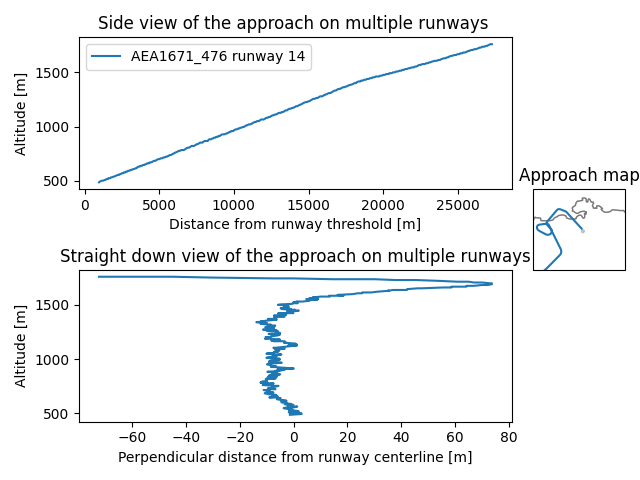 Side view of the approach on multiple runways
AEA1671_476 runway 14
1500
1000
500
Altitude [m]
0 5000 10000 15000 20000 25000
Distance from runway threshold [m]
Approach map
Straight down view of the approach on multiple runways
1500
1000
500
Altitude [m]
−60 −40 −20 0 20 40 60 80
Perpendicular distance from runway centerline [m]